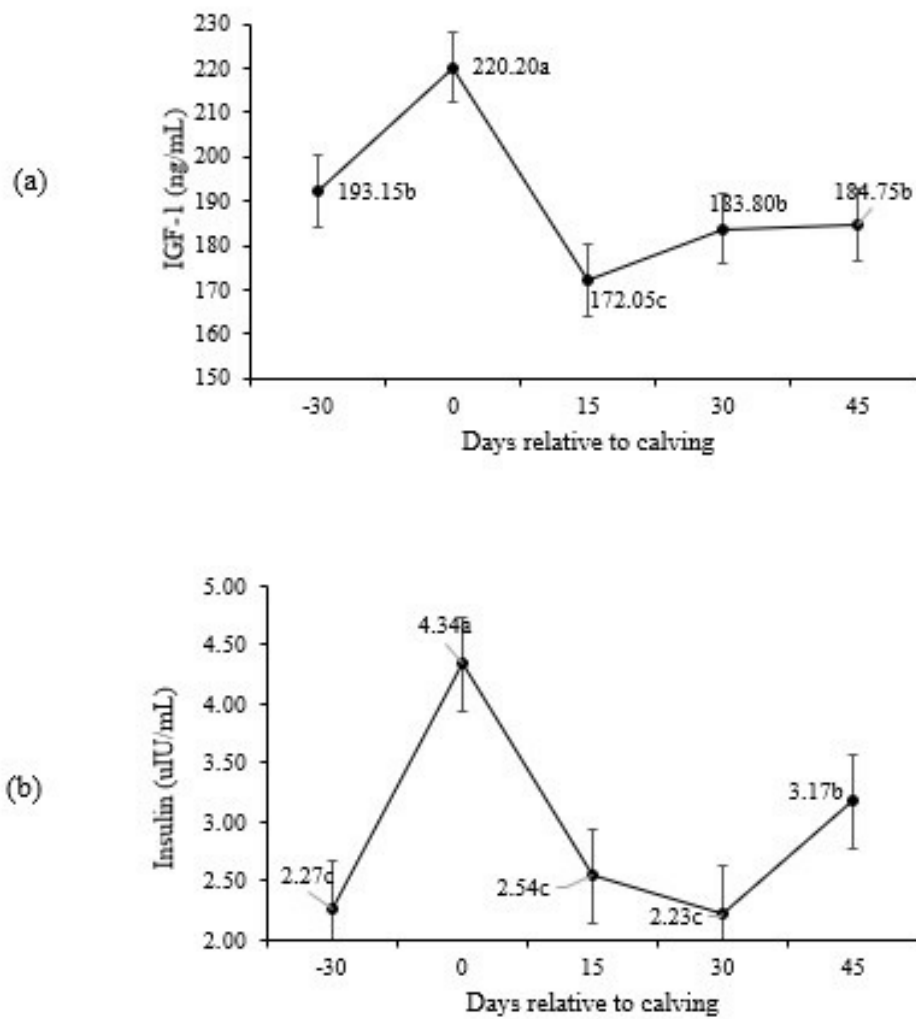 (a)
IGF-1 (ng/mL)
230
220
210
200
190
180
170
160
150
193.15b
220.20a
172.05c
183.80b
184.75b
-30 0 15 30 45
Days relative to calving
(b)
Insulin (uIU/mL)
5.00
4.50
4.00
3.50
3.00
2.50
2.00
2.27c
4.34a
2.54c
2.23c
3.17b
-30 0 15 30 45
Days relative to calving